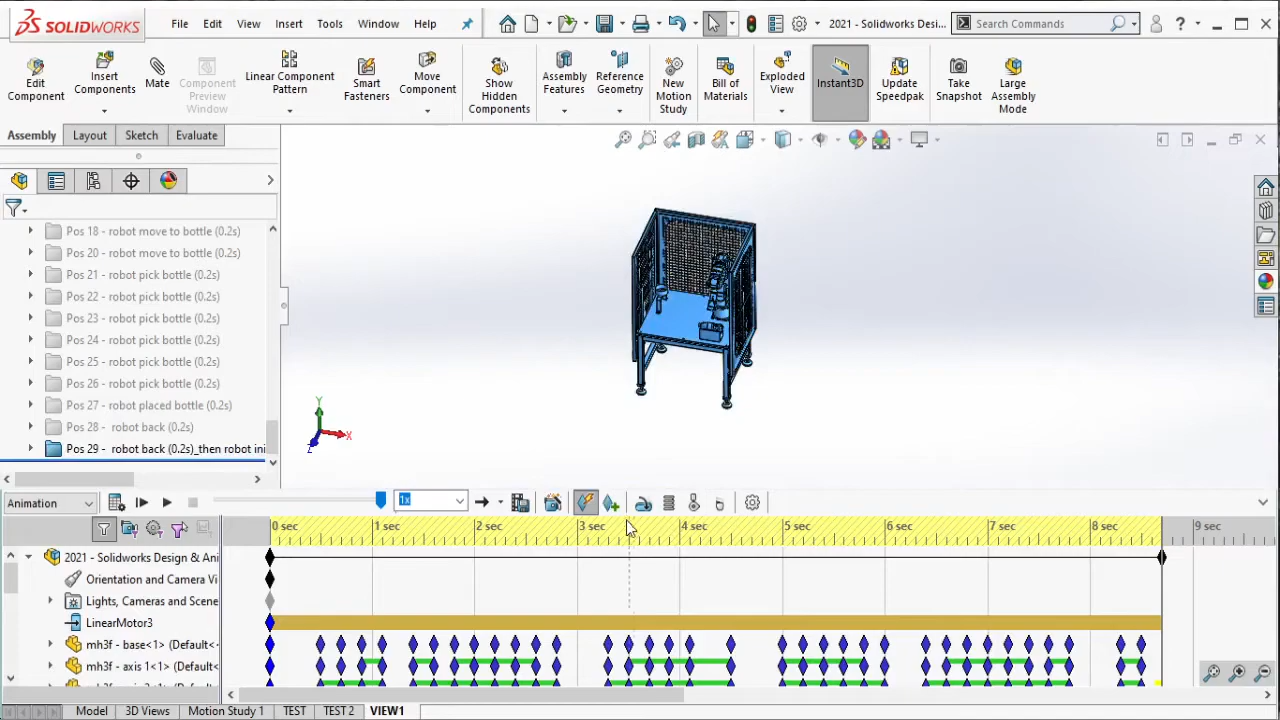 SOLIDWORKS File Edit View Insert Tools Window Help 2021 - Solidworks Desi... Search Commands
Edit Component
Insert Components
Mate
Component Preview Window
Linear Component Pattern
Smart Fasteners
Move Component
Show Hidden Components
Assembly Features
Reference Geometry
New Motion Study
Bill of Materials
Exploded View
Instant3D
Update Speedpak
Take Snapshot
Large Assembly Mode
Assembly Layout Sketch Evaluate
Pos 18 - robot move to bottle (0.2s)
Pos 20 - robot move to bottle (0.2s)
Pos 21 - robot pick bottle (0.2s)
Pos 22 - robot pick bottle (0.2s)
Pos 23 - robot pick bottle (0.2s)
Pos 24 - robot pick bottle (0.2s)
Pos 25 - robot pick bottle (0.2s)
Pos 26 - robot pick bottle (0.2s)
Pos 27 - robot placed bottle (0.2s)
Pos 28 - robot back (0.2s)
Pos 29 - robot back (0.2s)_then robot ini
Y
X
Z
Animation 1x
0 sec 1 sec 2 sec 3 sec 4 sec 5 sec 6 sec 7 sec 8 sec 9 sec
2021 - Solidworks Design & Ani
Orientation and Camera Vi
Lights, Cameras and Scene
LinearMotor3
mh3f - base<1> (Default<
mh3f - axis 1<1> (Default<
Model 3D Views Motion Study 1 TEST TEST 2 VIEW1